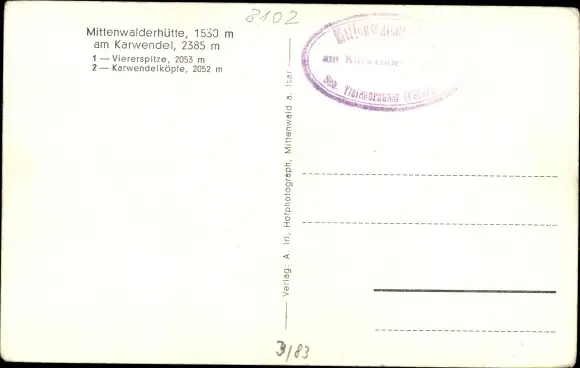 8102
Mittenwalderhütte, 1530 m
am Karwendel, 2385 m
1 — Viererspitze, 2053 m
2 — Karwendelköpfe, 2052 m
Verlag: A. Irl, Hofphotograph, Mittenwald a. Isar
am
3/83